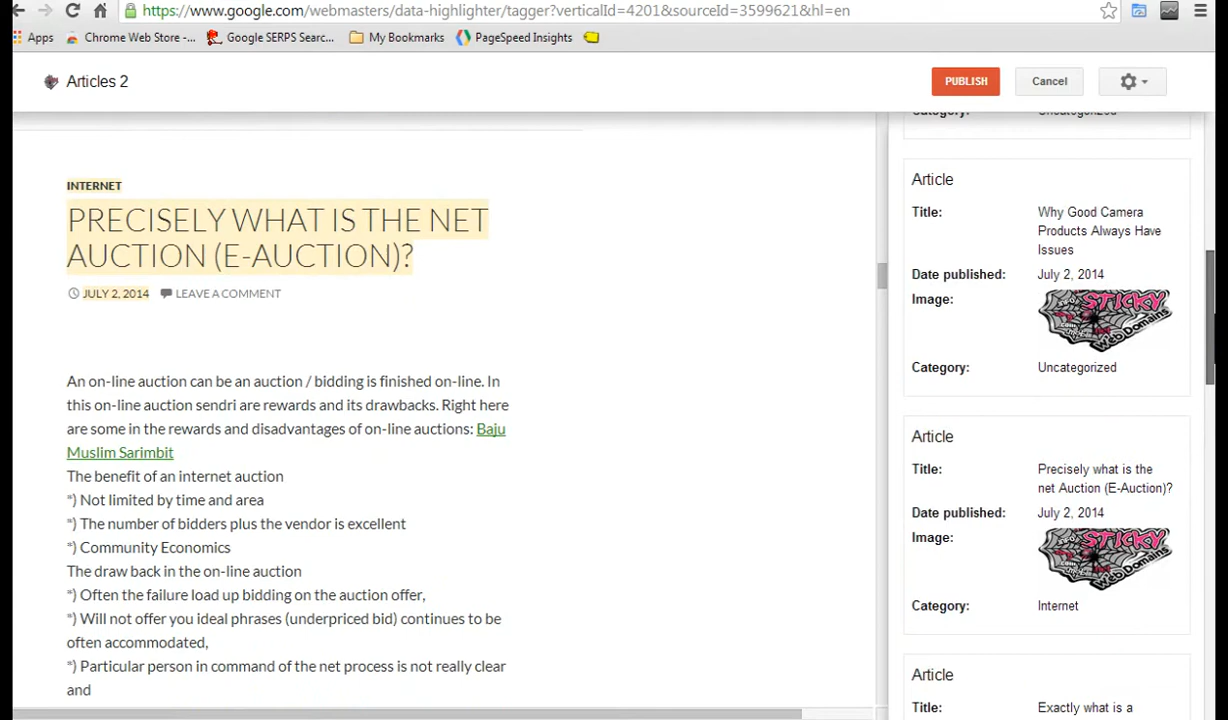 https://www.google.com/webmasters/data-highlighter/tagger?verticalId=4201&sourceId=3599621&hl=en
Apps Chrome Web Store -... Google SERPS Searc... My Bookmarks PageSpeed Insights
Articles 2
PUBLISH Cancel
INTERNET
PRECISELY WHAT IS THE NET
AUCTION (E-AUCTION)?
JULY 2, 2014 LEAVE A COMMENT
An on-line auction can be an auction / bidding is finished on-line. In
this on-line auction sendri are rewards and its drawbacks. Right here
are some in the rewards and disadvantages of on-line auctions: Baju
Muslim Sarimbit
The benefit of an internet auction
*) Not limited by time and area
*) The number of bidders plus the vendor is excellent
*) Community Economics
The draw back in the on-line auction
*) Often the failure load up bidding on the auction offer,
*) Will not offer you ideal phrases (underpriced bid) continues to be
often accommodated,
*) Particular person in command of the net process is not really clear
and
Category: Uncategorized
Article
Title: Why Good Camera
Products Always Have
Issues
Date published: July 2, 2014
Image:
STICKY
Web Domains
Category: Uncategorized
Article
Title: Precisely what is the
net Auction (E-Auction)?
Date published: July 2, 2014
Image:
STICKY
Web Domains
Category: Internet
Article
Title: Exactly what is a